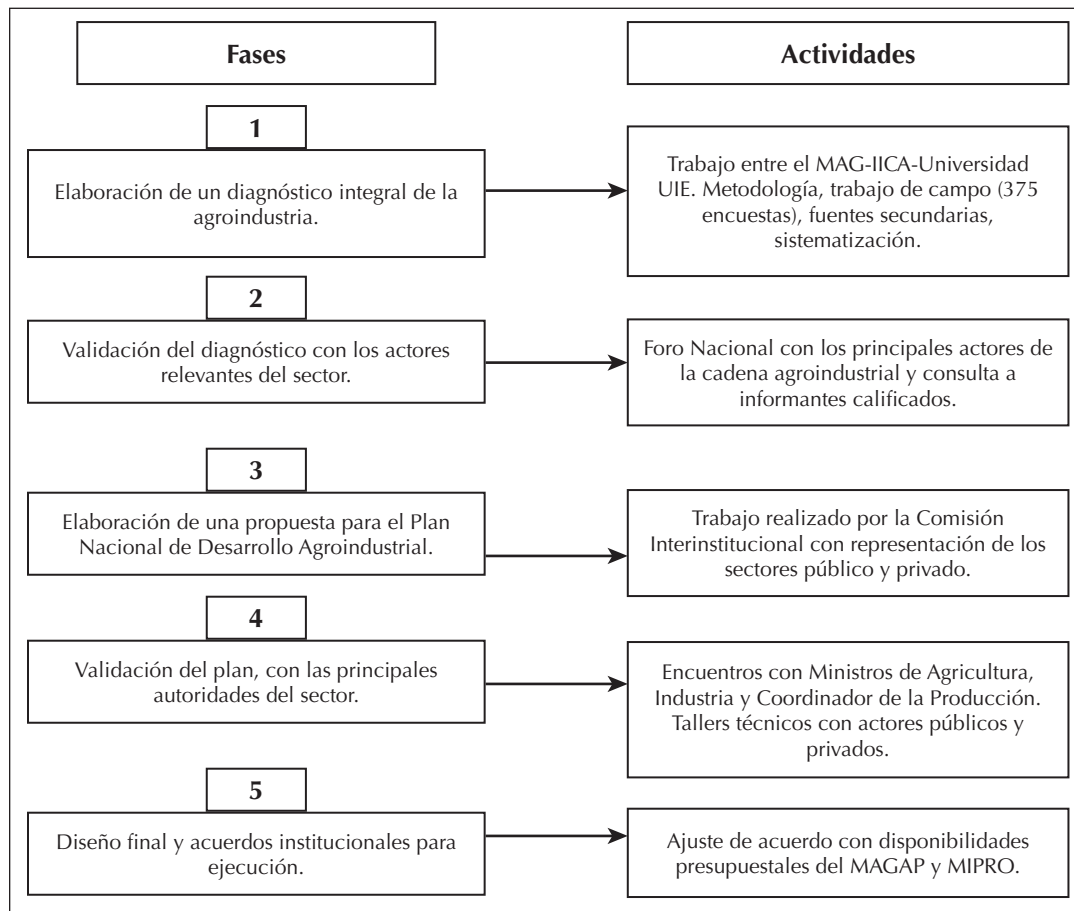 Fases
Actividades
1
Elaboración de un diagnóstico integral de la
agroindustria.
Trabajo entre el MAG-IICA-Universidad
UIE. Metodología, trabajo de campo (375
encuestas), fuentes secundarias,
sistematización.
2
Validación del diagnóstico con los actores
relevantes del sector.
Foro Nacional con los principales actores de
la cadena agroindustrial y consulta a
informantes calificados.
3
Elaboración de una propuesta para el Plan
Nacional de Desarrollo Agroindustrial.
Trabajo realizado por la Comisión
Interinstitucional con representación de los
sectores público y privado.
4
Validación del plan, con las principales
autoridades del sector.
Encuentros con Ministros de Agricultura,
Industria y Coordinador de la Producción.
Tallers técnicos con actores públicos y
privados.
5
Diseño final y acuerdos institucionales para
ejecución.
Ajuste de acuerdo con disponibilidades
presupuestales del MAGAP y MIPRO.